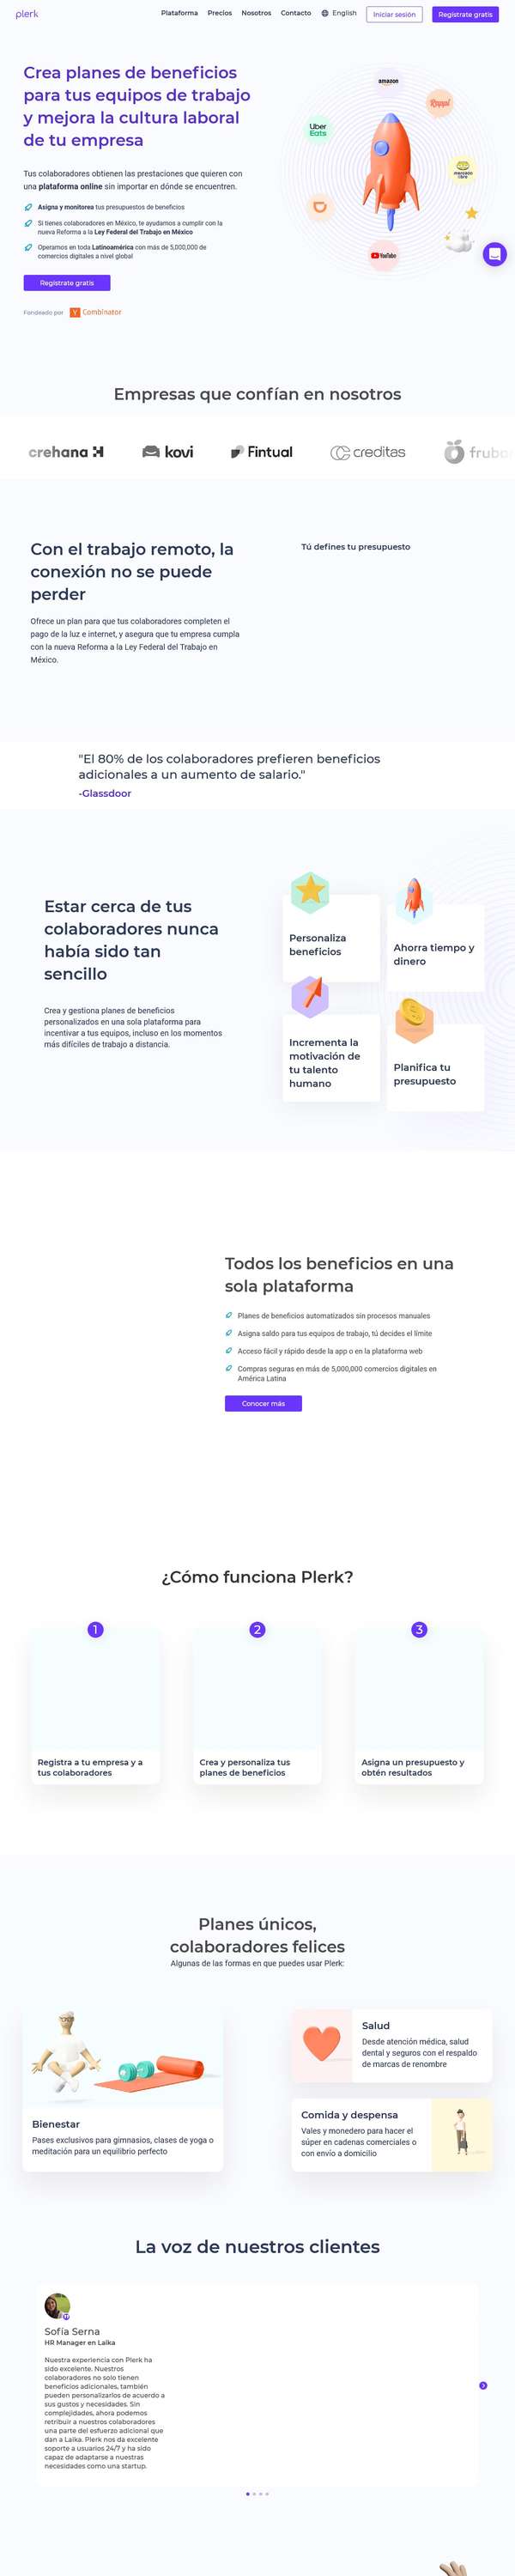 plerk
Plataforma
Precios
Nosotros
Contacto
English
Iniciar sesión
Regístrate gratis
Crea planes de beneficios
para tus equipos de trabajo
y mejora la cultura laboral
de tu empresa
Tus colaboradores obtienen las prestaciones que quieren con
una plataforma online sin importar en dónde se encuentren.
Asigna y monitorea tus presupuestos de beneficios
Si tienes colaboradores en México, te ayudamos a cumplir con la
nueva Reforma a la Ley Federal del Trabajo en México
Operamos en toda Latinoamérica con más de 5,000,000 de
comercios digitales a nivel global
Regístrate gratis
Fondeado por
Y Combinator
amazon
Rappi
Uber
Eats
mercado
libre
YouTube
Empresas que confían en nosotros
crehana
kovi
Fintual
creditas
frubo
Con el trabajo remoto, la
conexión no se puede
perder
Ofrece un plan para que tus colaboradores completen el
pago de la luz e internet, y asegura que tu empresa cumpla
con la nueva Reforma a la Ley Federal del Trabajo en
México.
Tú defines tu presupuesto
"El 80% de los colaboradores prefieren beneficios
adicionales a un aumento de salario."
-Glassdoor
Estar cerca de tus
colaboradores nunca
había sido tan
sencillo
Crea y gestiona planes de beneficios
personalizados en una sola plataforma para
incentivar a tus equipos, incluso en los momentos
más difíciles de trabajo a distancia.
Personaliza
beneficios
Ahorra tiempo y
dinero
Incrementa la
motivación de
tu talento
humano
Planifica tu
presupuesto
Todos los beneficios en una
sola plataforma
Planes de beneficios automatizados sin procesos manuales
Asigna saldo para tus equipos de trabajo, tú decides el límite
Acceso fácil y rápido desde la app o en la plataforma web
Compras seguras en más de 5,000,000 comercios digitales en
América Latina
Conocer más
¿Cómo funciona Plerk?
1
Registra a tu empresa y a
tus colaboradores
2
Crea y personaliza tus
planes de beneficios
3
Asigna un presupuesto y
obtén resultados
Planes únicos,
colaboradores felices
Algunas de las formas en que puedes usar Plerk:
Bienestar
Pases exclusivos para gimnasios, clases de yoga o
meditación para un equilibrio perfecto
Salud
Desde atención médica, salud
dental y seguros con el respaldo
de marcas de renombre
Comida y despensa
Vales y monedero para hacer el
súper en cadenas comerciales o
con envío a domicilio
La voz de nuestros clientes
Sofía Serna
HR Manager en Laika
Nuestra experiencia con Plerk ha
sido excelente. Nuestros
colaboradores no solo tienen
beneficios adicionales, también
pueden personalizarlos de acuerdo a
sus gustos y necesidades. Sin
complejidades, ahora podemos
retribuir a nuestros colaboradores
una parte del esfuerzo adicional que
dan a Laika. Plerk nos da excelente
soporte a usuarios 24/7 y ha sido
capaz de adaptarse a nuestras
necesidades como una startup.